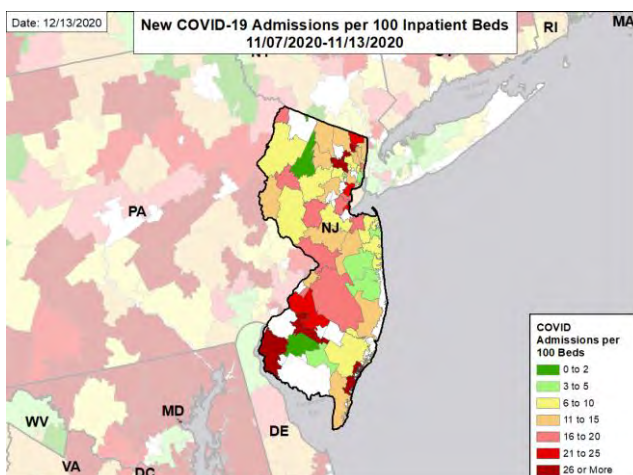 Date: 12/13/2020
New COVID-19 Admissions per 100 Inpatient Beds
11/07/2020-11/13/2020
RI
MA
PA
NJ
MD
DE
WV
VA
DC
COVID
Admissions per
100 Beds
0 to 2
3 to 5
6 to 10
11 to 15
16 to 20
21 to 25
26 or More